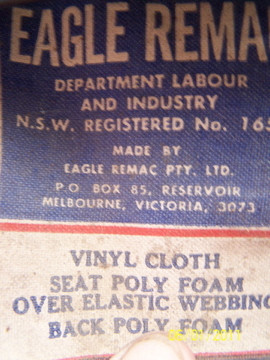 EAGLE REMA
DEPARTMENT LABOUR
AND INDUSTRY
N.S.W. REGISTERED No. 165
MADE BY
EAGLE REMAC PTY. LTD.
P.O. BOX 85, RESERVOIR
MELBOURNE, VICTORIA, 3073
VINYL CLOTH
SEAT POLY FOAM
OVER ELASTIC WEBBING
BACK POLY FOAM